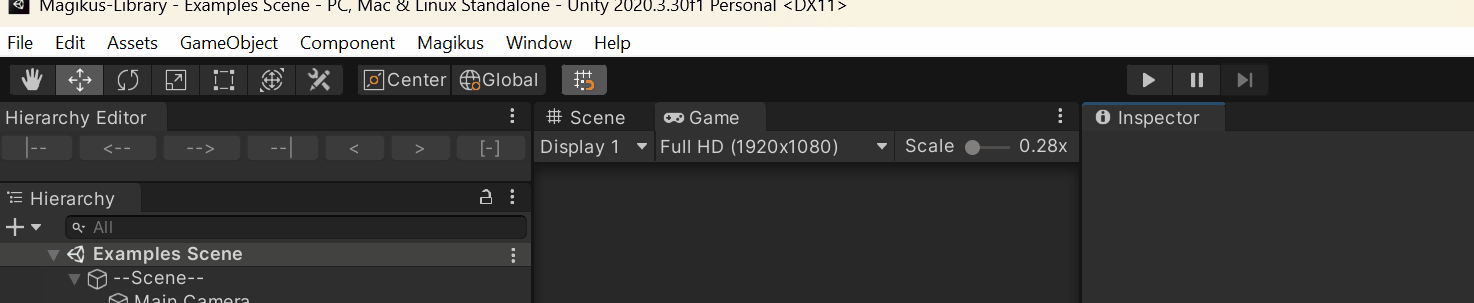 Magikus-Library - Examples Scene - PC, Mac & Linux Standalone - Unity 2020.3.30f1 Personal <DX11>
File Edit Assets GameObject Component Magikus Window Help
Center Global
Hierarchy Editor
|-- <-- --> --| < > [-]
Hierarchy
All
Examples Scene
--Scene--
Main Camera
Scene Game
Display 1 Full HD (1920x1080) Scale 0.28x
Inspector